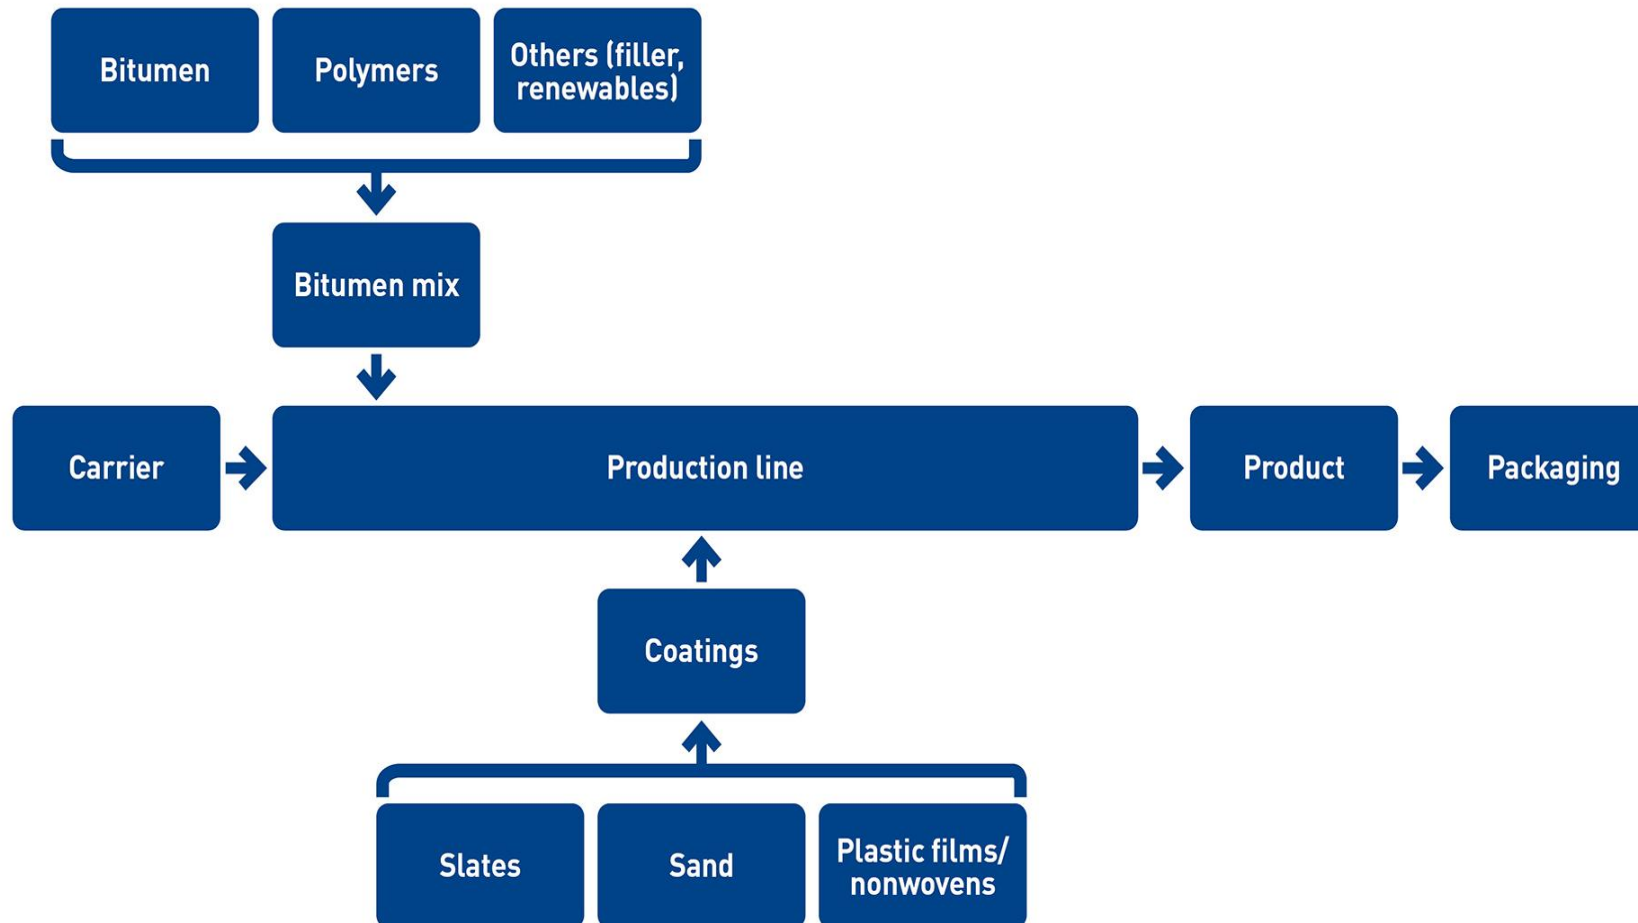 Bitumen
Polymers
Others (filler,
renewables)
Bitumen mix
Carrier
Production line
Product
Packaging
Coatings
Slates
Sand
Plastic films/
nonwovens